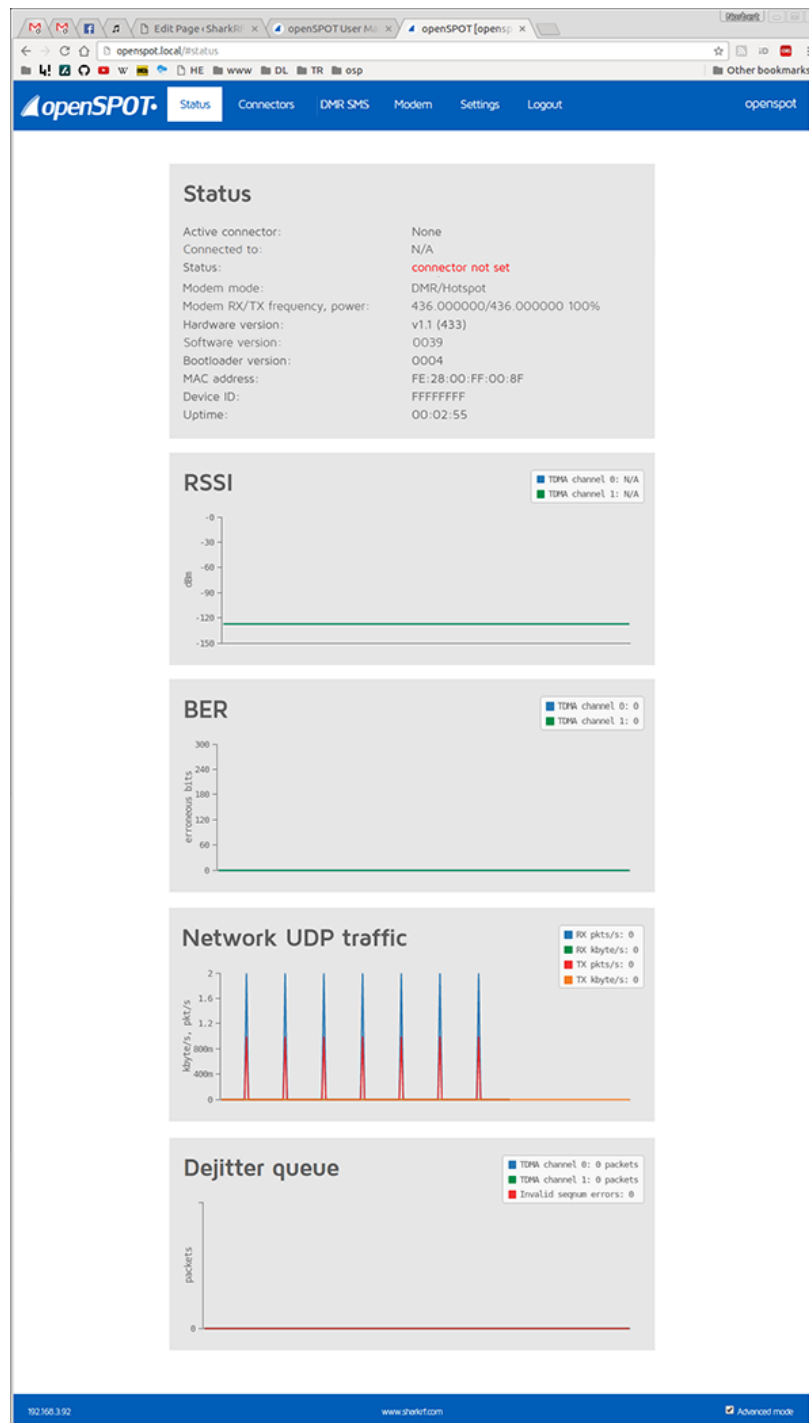 Edit Page ‹ SharkRF
openSPOT User Ma
openSPOT [opensp
openspot.local/#status
HE www DL TR osp Other bookmarks
openSPOT Status Connectors DMR SMS Modem Settings Logout openspot
Status
Active connector: None
Connected to: N/A
Status: connector not set
Modem mode: DMR/Hotspot
Modem RX/TX frequency, power: 436.000000/436.000000 100%
Hardware version: v1.1 (433)
Software version: 0039
Bootloader version: 0004
MAC address: FE:28:00:FF:00:8F
Device ID: FFFFFFFF
Uptime: 00:02:55
RSSI
TDMA channel 0: N/A
TDMA channel 1: N/A
-0
-30
-60
dBm
-90
-120
-150
BER
TDMA channel 0: 0
TDMA channel 1: 0
300
240
erroneous bits
180
120
60
0
Network UDP traffic
RX pkts/s: 0
RX kbyte/s: 0
TX pkts/s: 0
TX kbyte/s: 0
2
1.6
1.2
kbyte/s, pkt/s
800m
400m
0
Dejitter queue
TDMA channel 0: 0 packets
TDMA channel 1: 0 packets
Invalid seqnum errors: 0
packets
0
192.168.3.92 www.sharkrf.com Advanced mode